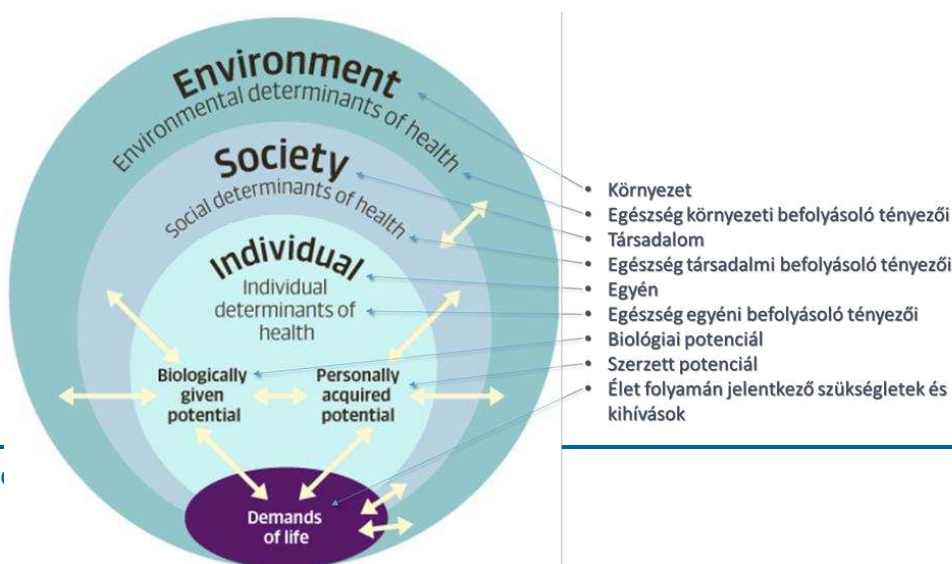 Environment
Environmental determinants of health
Society
Social determinants of health
Individual
Individual
determinants of
health
Biologically
given
potential
Personally
acquired
potential
Demands
of life
• Környezet
• Egészség környezeti befolyásoló tényezői
• Társadalom
• Egészség társadalmi befolyásoló tényezői
• Egyén
• Egészség egyéni befolyásoló tényezői
• Biológiai potenciál
• Szerzett potenciál
• Élet folyamán jelentkező szükségletek és
kihívások